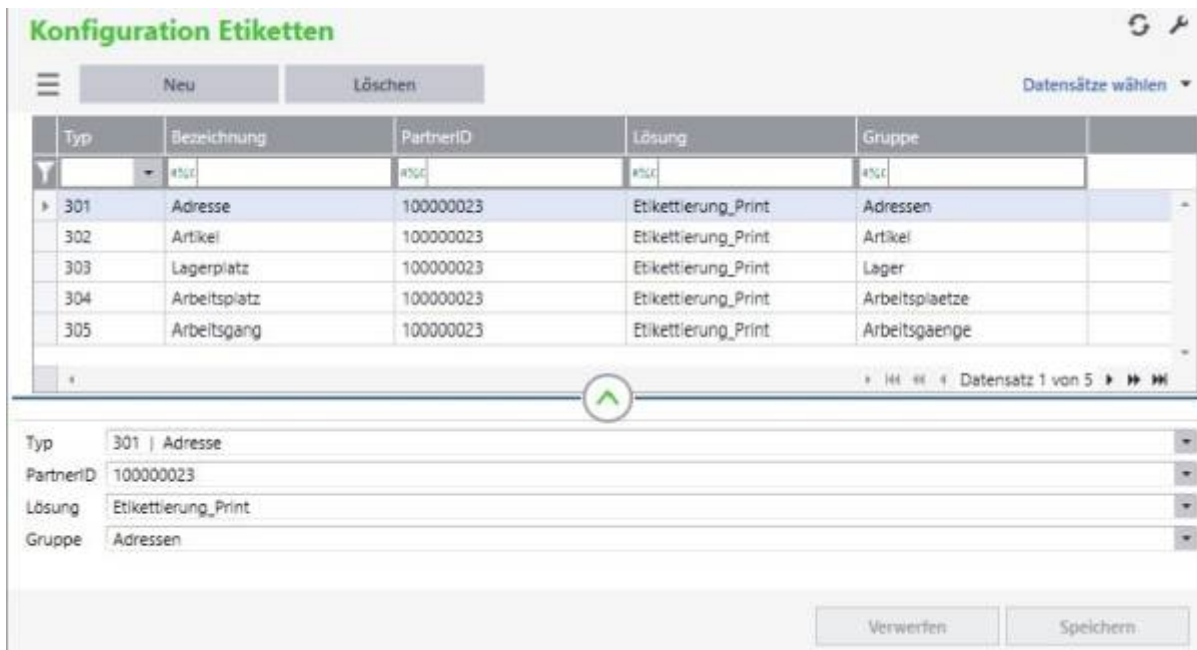 Konfiguration Etiketten
Neu Löschen Datensätze wählen
Typ Bezeichnung PartnerID Lösung Gruppe
301 Adresse 100000023 Etikettierung_Print Adressen
302 Artikel 100000023 Etikettierung_Print Artikel
303 Lagerplatz 100000023 Etikettierung_Print Lager
304 Arbeitsplatz 100000023 Etikettierung_Print Arbeitsplaetze
305 Arbeitsgang 100000023 Etikettierung_Print Arbeitsgaenge
Datensatz 1 von 5
Typ 301 | Adresse
PartnerID 100000023
Lösung Etikettierung_Print
Gruppe Adressen
Verwerfen Speichern